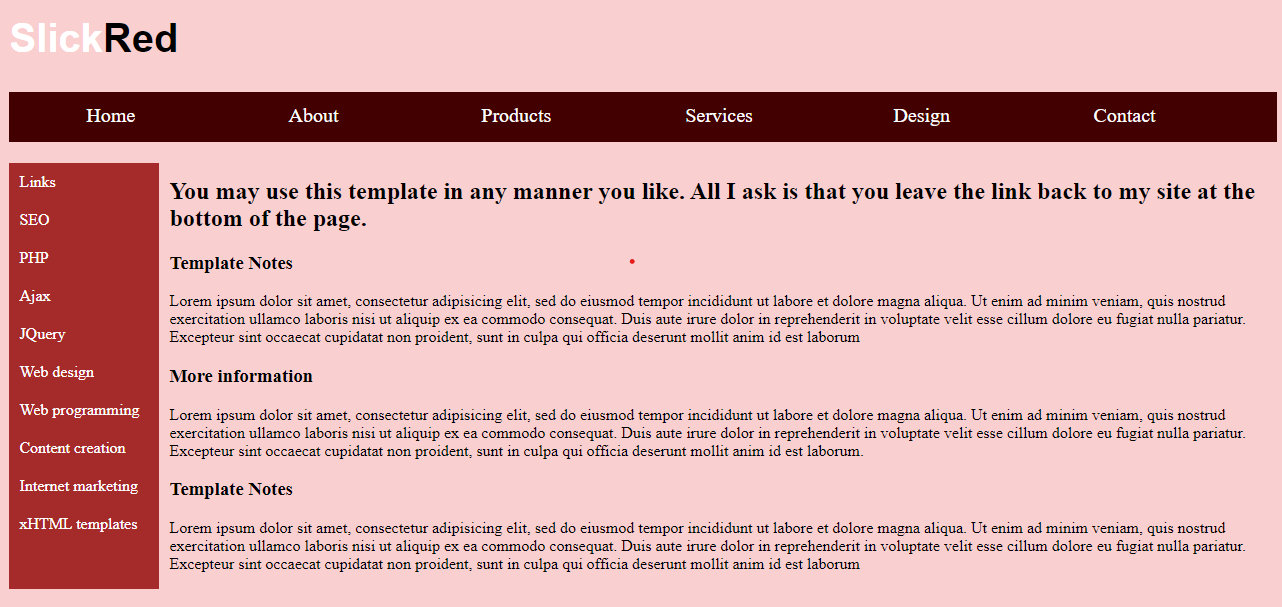 SlickRed
Home About Products Services Design Contact
Links
SEO
PHP
Ajax
JQuery
Web design
Web programming
Content creation
Internet marketing
xHTML templates
You may use this template in any manner you like. All I ask is that you leave the link back to my site at the
bottom of the page.
Template Notes
Lorem ipsum dolor sit amet, consectetur adipisicing elit, sed do eiusmod tempor incididunt ut labore et dolore magna aliqua. Ut enim ad minim veniam, quis nostrud
exercitation ullamco laboris nisi ut aliquip ex ea commodo consequat. Duis aute irure dolor in reprehenderit in voluptate velit esse cillum dolore eu fugiat nulla pariatur.
Excepteur sint occaecat cupidatat non proident, sunt in culpa qui officia deserunt mollit anim id est laborum
More information
Lorem ipsum dolor sit amet, consectetur adipisicing elit, sed do eiusmod tempor incididunt ut labore et dolore magna aliqua. Ut enim ad minim veniam, quis nostrud
exercitation ullamco laboris nisi ut aliquip ex ea commodo consequat. Duis aute irure dolor in reprehenderit in voluptate velit esse cillum dolore eu fugiat nulla pariatur.
Excepteur sint occaecat cupidatat non proident, sunt in culpa qui officia deserunt mollit anim id est laborum.
Template Notes
Lorem ipsum dolor sit amet, consectetur adipisicing elit, sed do eiusmod tempor incididunt ut labore et dolore magna aliqua. Ut enim ad minim veniam, quis nostrud
exercitation ullamco laboris nisi ut aliquip ex ea commodo consequat. Duis aute irure dolor in reprehenderit in voluptate velit esse cillum dolore eu fugiat nulla pariatur.
Excepteur sint occaecat cupidatat non proident, sunt in culpa qui officia deserunt mollit anim id est laborum